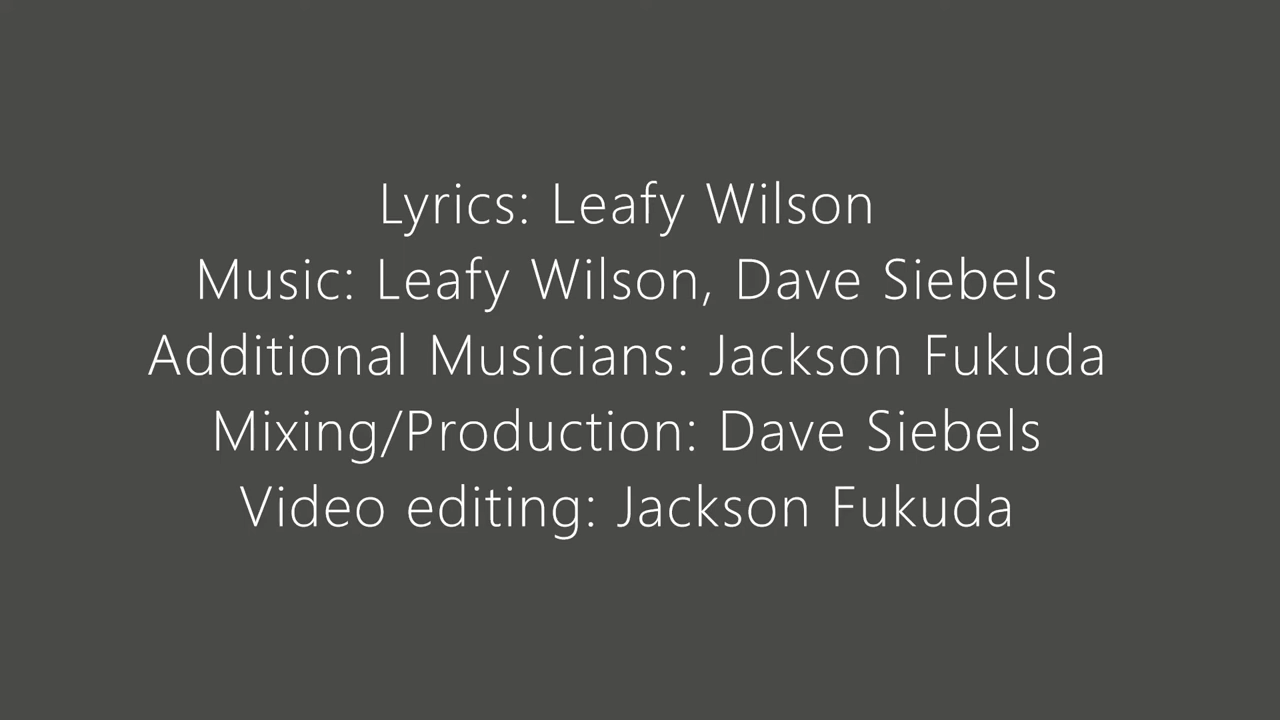 Lyrics: Leafy Wilson
Music: Leafy Wilson, Dave Siebels
Additional Musicians: Jackson Fukuda
Mixing/Production: Dave Siebels
Video editing: Jackson Fukuda